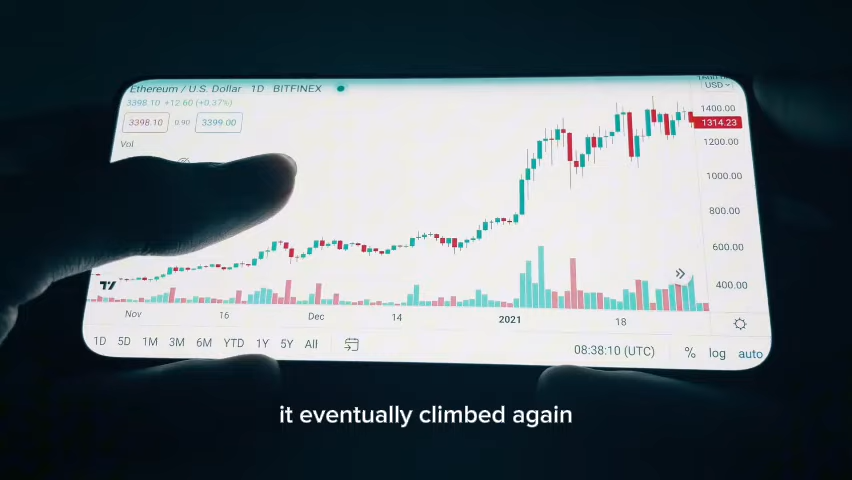 Ethereum / U.S. Dollar 1D BITFINEX
USD
3398.10 +12.60 (+0.37%)
3398.10 0.90 3399.00
Vol
1400.00
1314.23
1200.00
1000.00
800.00
600.00
400.00
Nov 16 Dec 14 2021 18
1D 5D 1M 3M 6M YTD 1Y 5Y All
08:38:10 (UTC) % log auto
it eventually climbed again